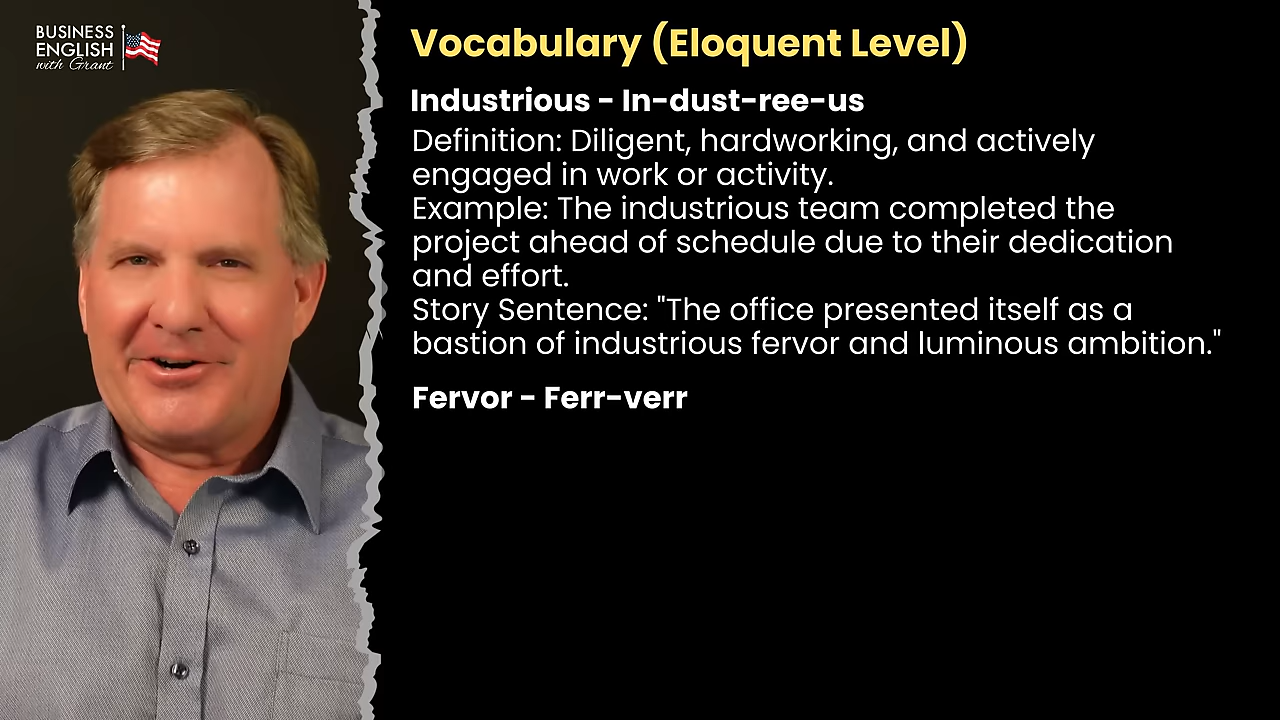 BUSINESS
ENGLISH
with Grant
Vocabulary (Eloquent Level)
Industrious - In-dust-ree-us
Definition: Diligent, hardworking, and actively
engaged in work or activity.
Example: The industrious team completed the
project ahead of schedule due to their dedication
and effort.
Story Sentence: "The office presented itself as a
bastion of industrious fervor and luminous ambition."
Fervor - Ferr-verr